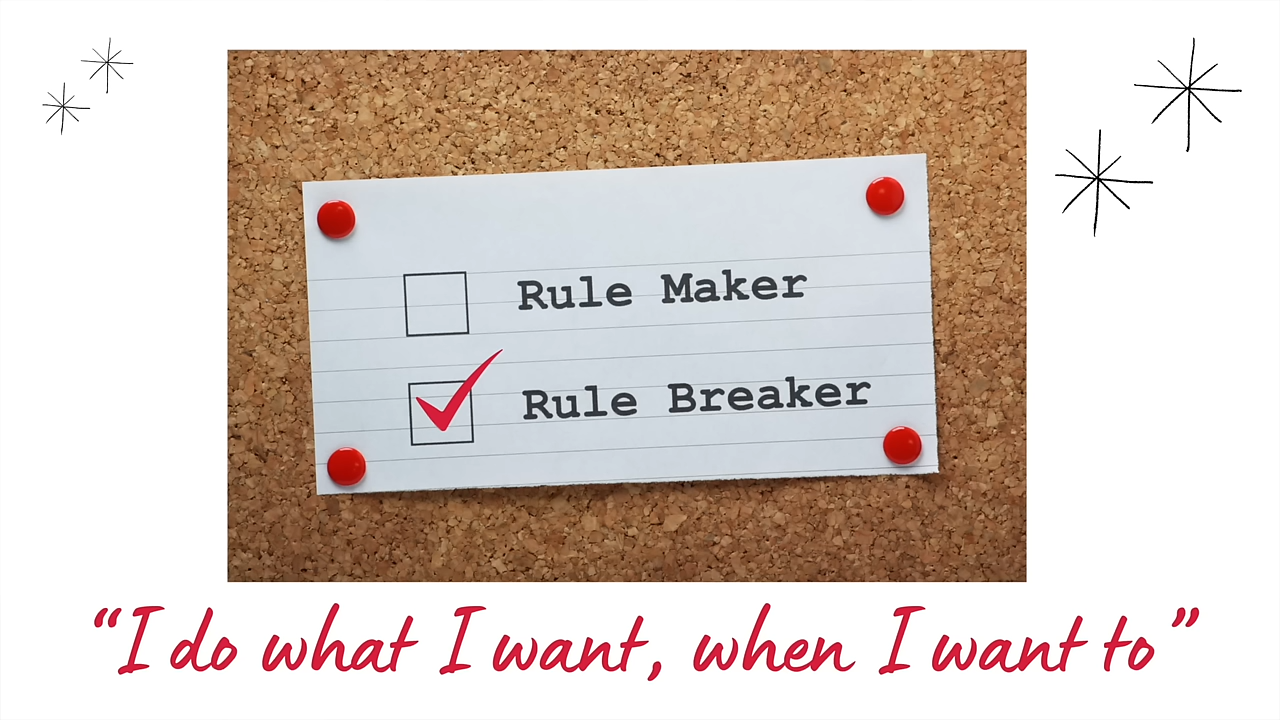 Rule Maker
Rule Breaker
“I do what I want, when I want to”